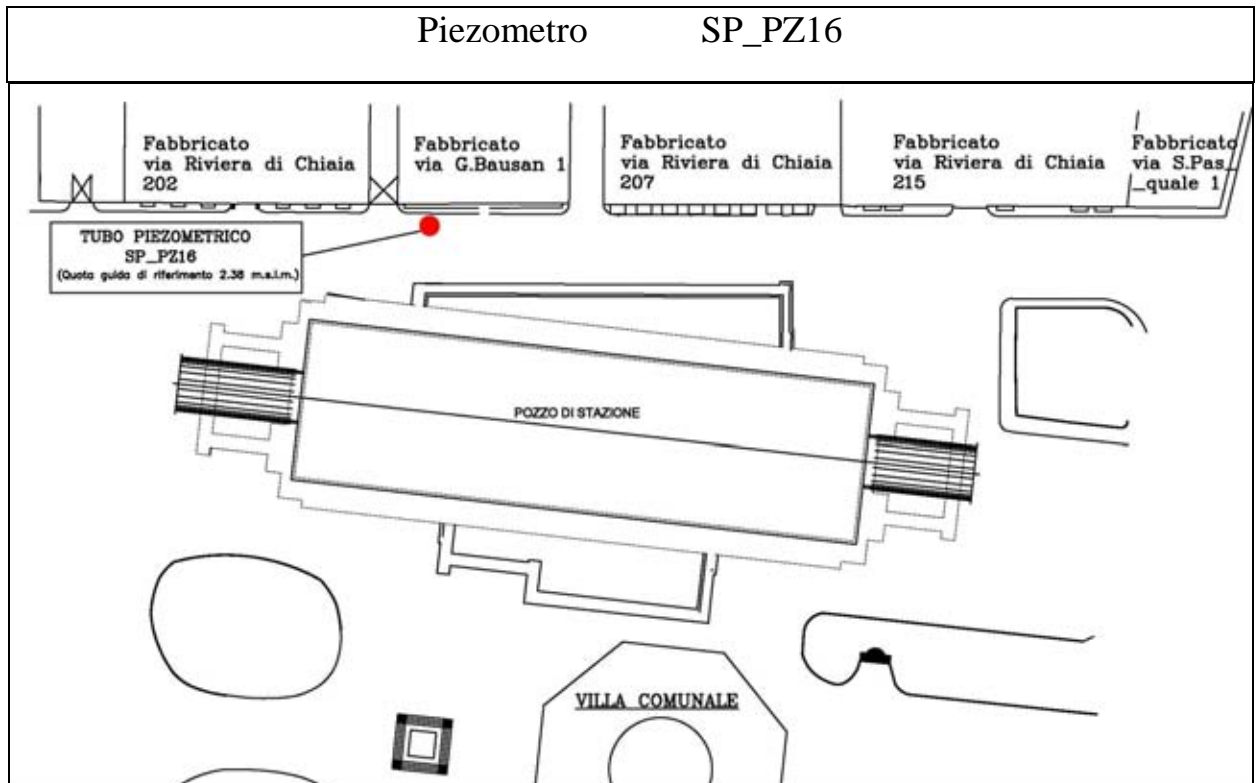 Piezometro SP_PZ16
Fabbricato
via Riviera di Chiaia
202
Fabbricato
via G.Bausan 1
Fabbricato
via Riviera di Chiaia
207
Fabbricato
via Riviera di Chiaia
215
Fabbricato
via S.Pas_
_quale 1
TUBO PIEZOMETRICO
SP_PZ16
(Quota guida di riferimento 2.38 m.s.l.m.)
POZZO DI STAZIONE
VILLA COMUNALE